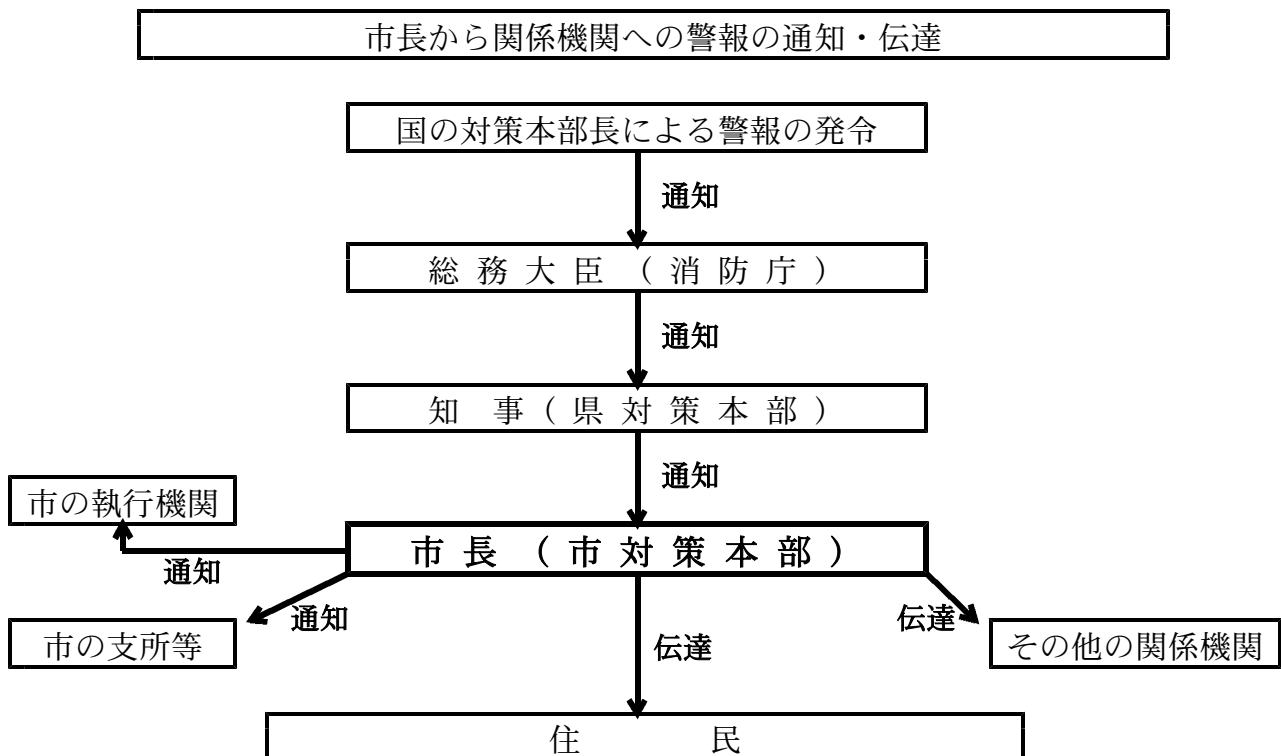 市長から関係機関への警報の通知・伝達
国の対策本部長による警報の発令
通知
総務大臣（消防庁）
通知
知　事（県対策本部）
通知
市の執行機関
市長（市対策本部）
通知
通知
伝達
伝達
市の支所等
その他の関係機関
住　　　民